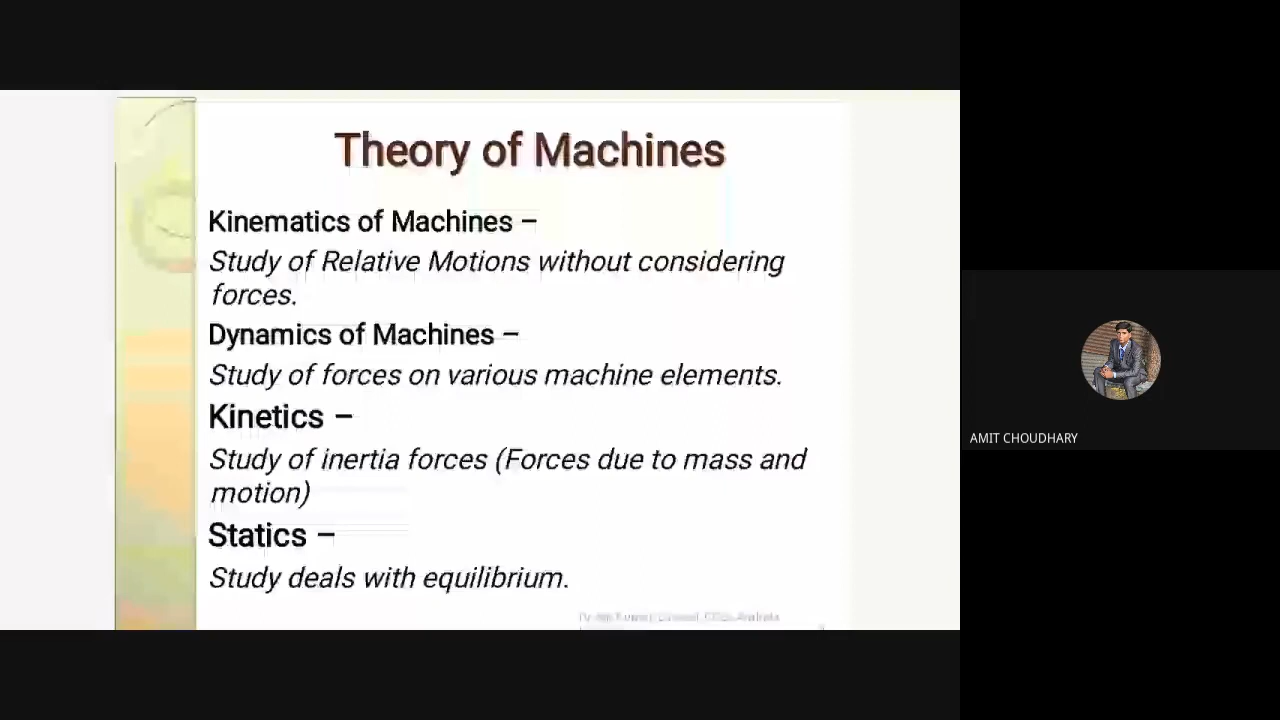 Theory of Machines
Kinematics of Machines –
Study of Relative Motions without considering
forces.
Dynamics of Machines –
Study of forces on various machine elements.
Kinetics –
Study of inertia forces (Forces due to mass and
motion)
Statics –
Study deals with equilibrium.
AMIT CHOUDHARY